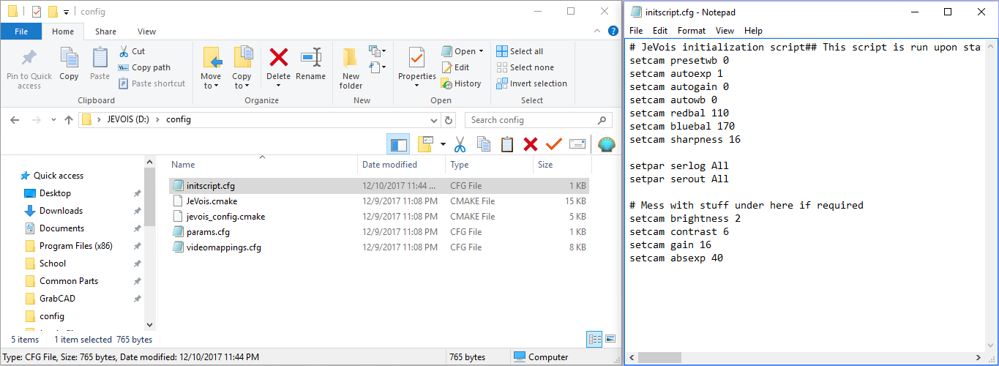 config
File Home Share View
Pin to Quick access
Copy
Paste
Cut
Copy path
Paste shortcut
Clipboard
Move to
Copy to
Delete
Rename
Organize
New folder
New
Properties
Open
Edit
History
Open
Select all
Select none
Invert selection
Select
JEVOIS (D:) config
Search config
Name Date modified Type Size
Quick access
Desktop
Downloads
Documents
Program Files (x86)
School
Common Parts
GrabCAD
config
initscript.cfg 12/10/2017 11:44 ... CFG File 1 KB
JeVois.cmake 12/9/2017 11:08 PM CMAKE File 15 KB
jevois_config.cmake 12/9/2017 11:08 PM CMAKE File 5 KB
params.cfg 12/9/2017 11:08 PM CFG File 1 KB
videomappings.cfg 12/9/2017 11:08 PM CFG File 8 KB
5 items 1 item selected 765 bytes
Type: CFG File, Size: 765 bytes, Date modified: 12/10/2017 11:44 PM 765 bytes Computer
initscript.cfg - Notepad
File Edit Format View Help
# JeVois initialization script## This script is run upon sta
setcam presetwb 0
setcam autoexp 1
setcam autogain 0
setcam autowb 0
setcam redbal 110
setcam bluebal 170
setcam sharpness 16
setpar serlog All
setpar serout All
# Mess with stuff under here if required
setcam brightness 2
setcam contrast 6
setcam gain 16
setcam absexp 40